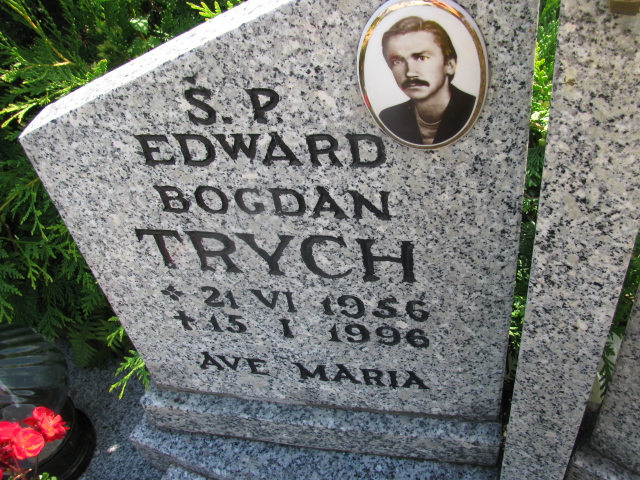 Ś. P
EDWARD
BOGDAN
TRYCH
* 21 VI 1956
† 15 I 1996
AVE MARIA